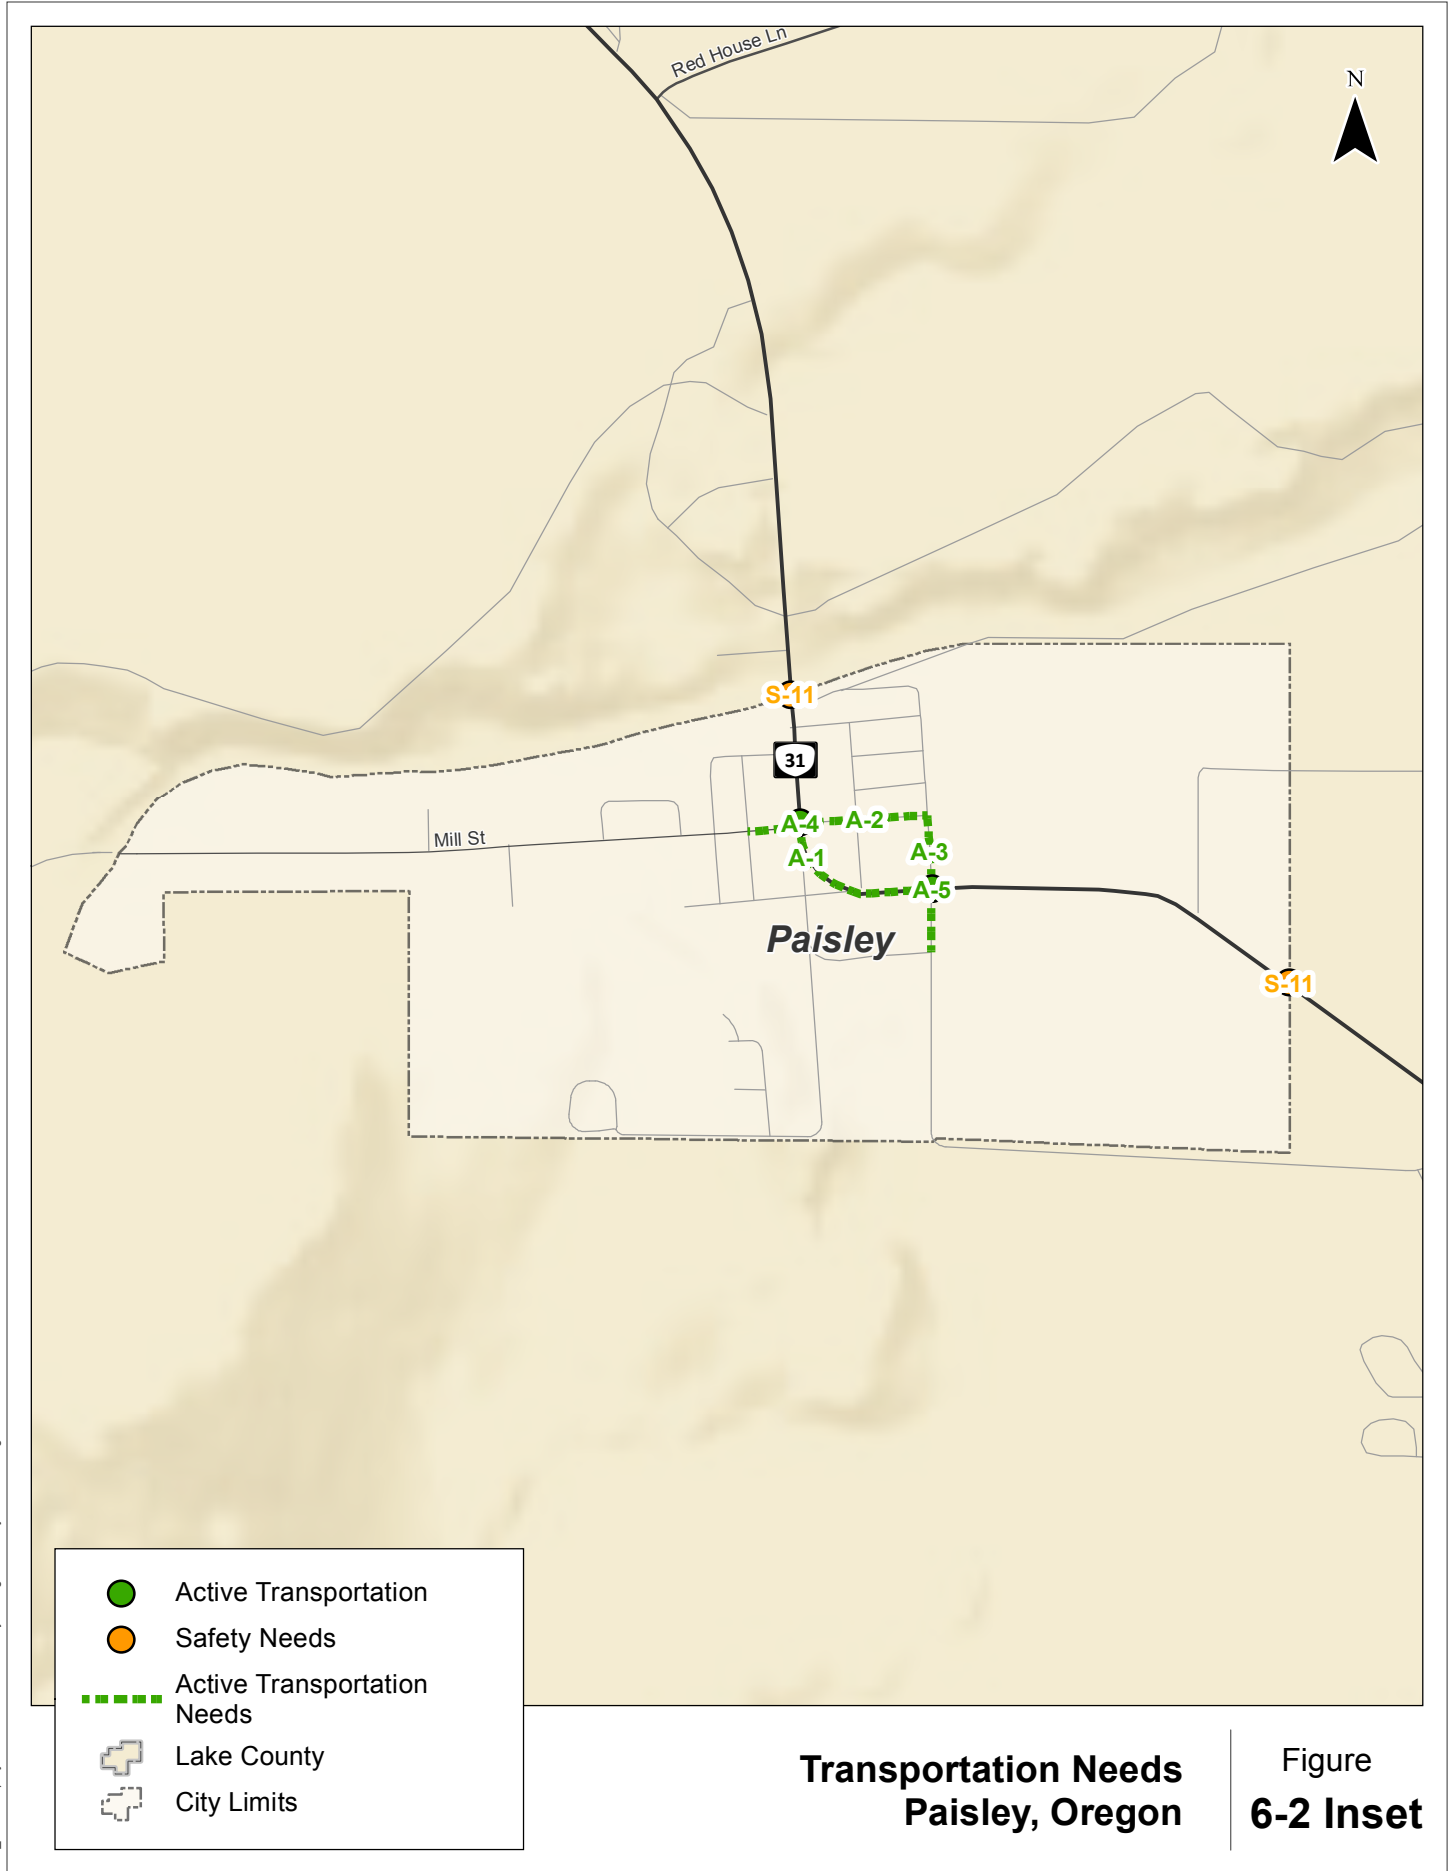 Red House Ln
N
S-11
31
A-4
A-2
Mill St
A-1
A-3
A-5
Paisley
S-11
Active Transportation
Safety Needs
Active Transportation
Needs
Lake County
City Limits
Transportation Needs
Paisley, Oregon
Figure
6-2 Inset